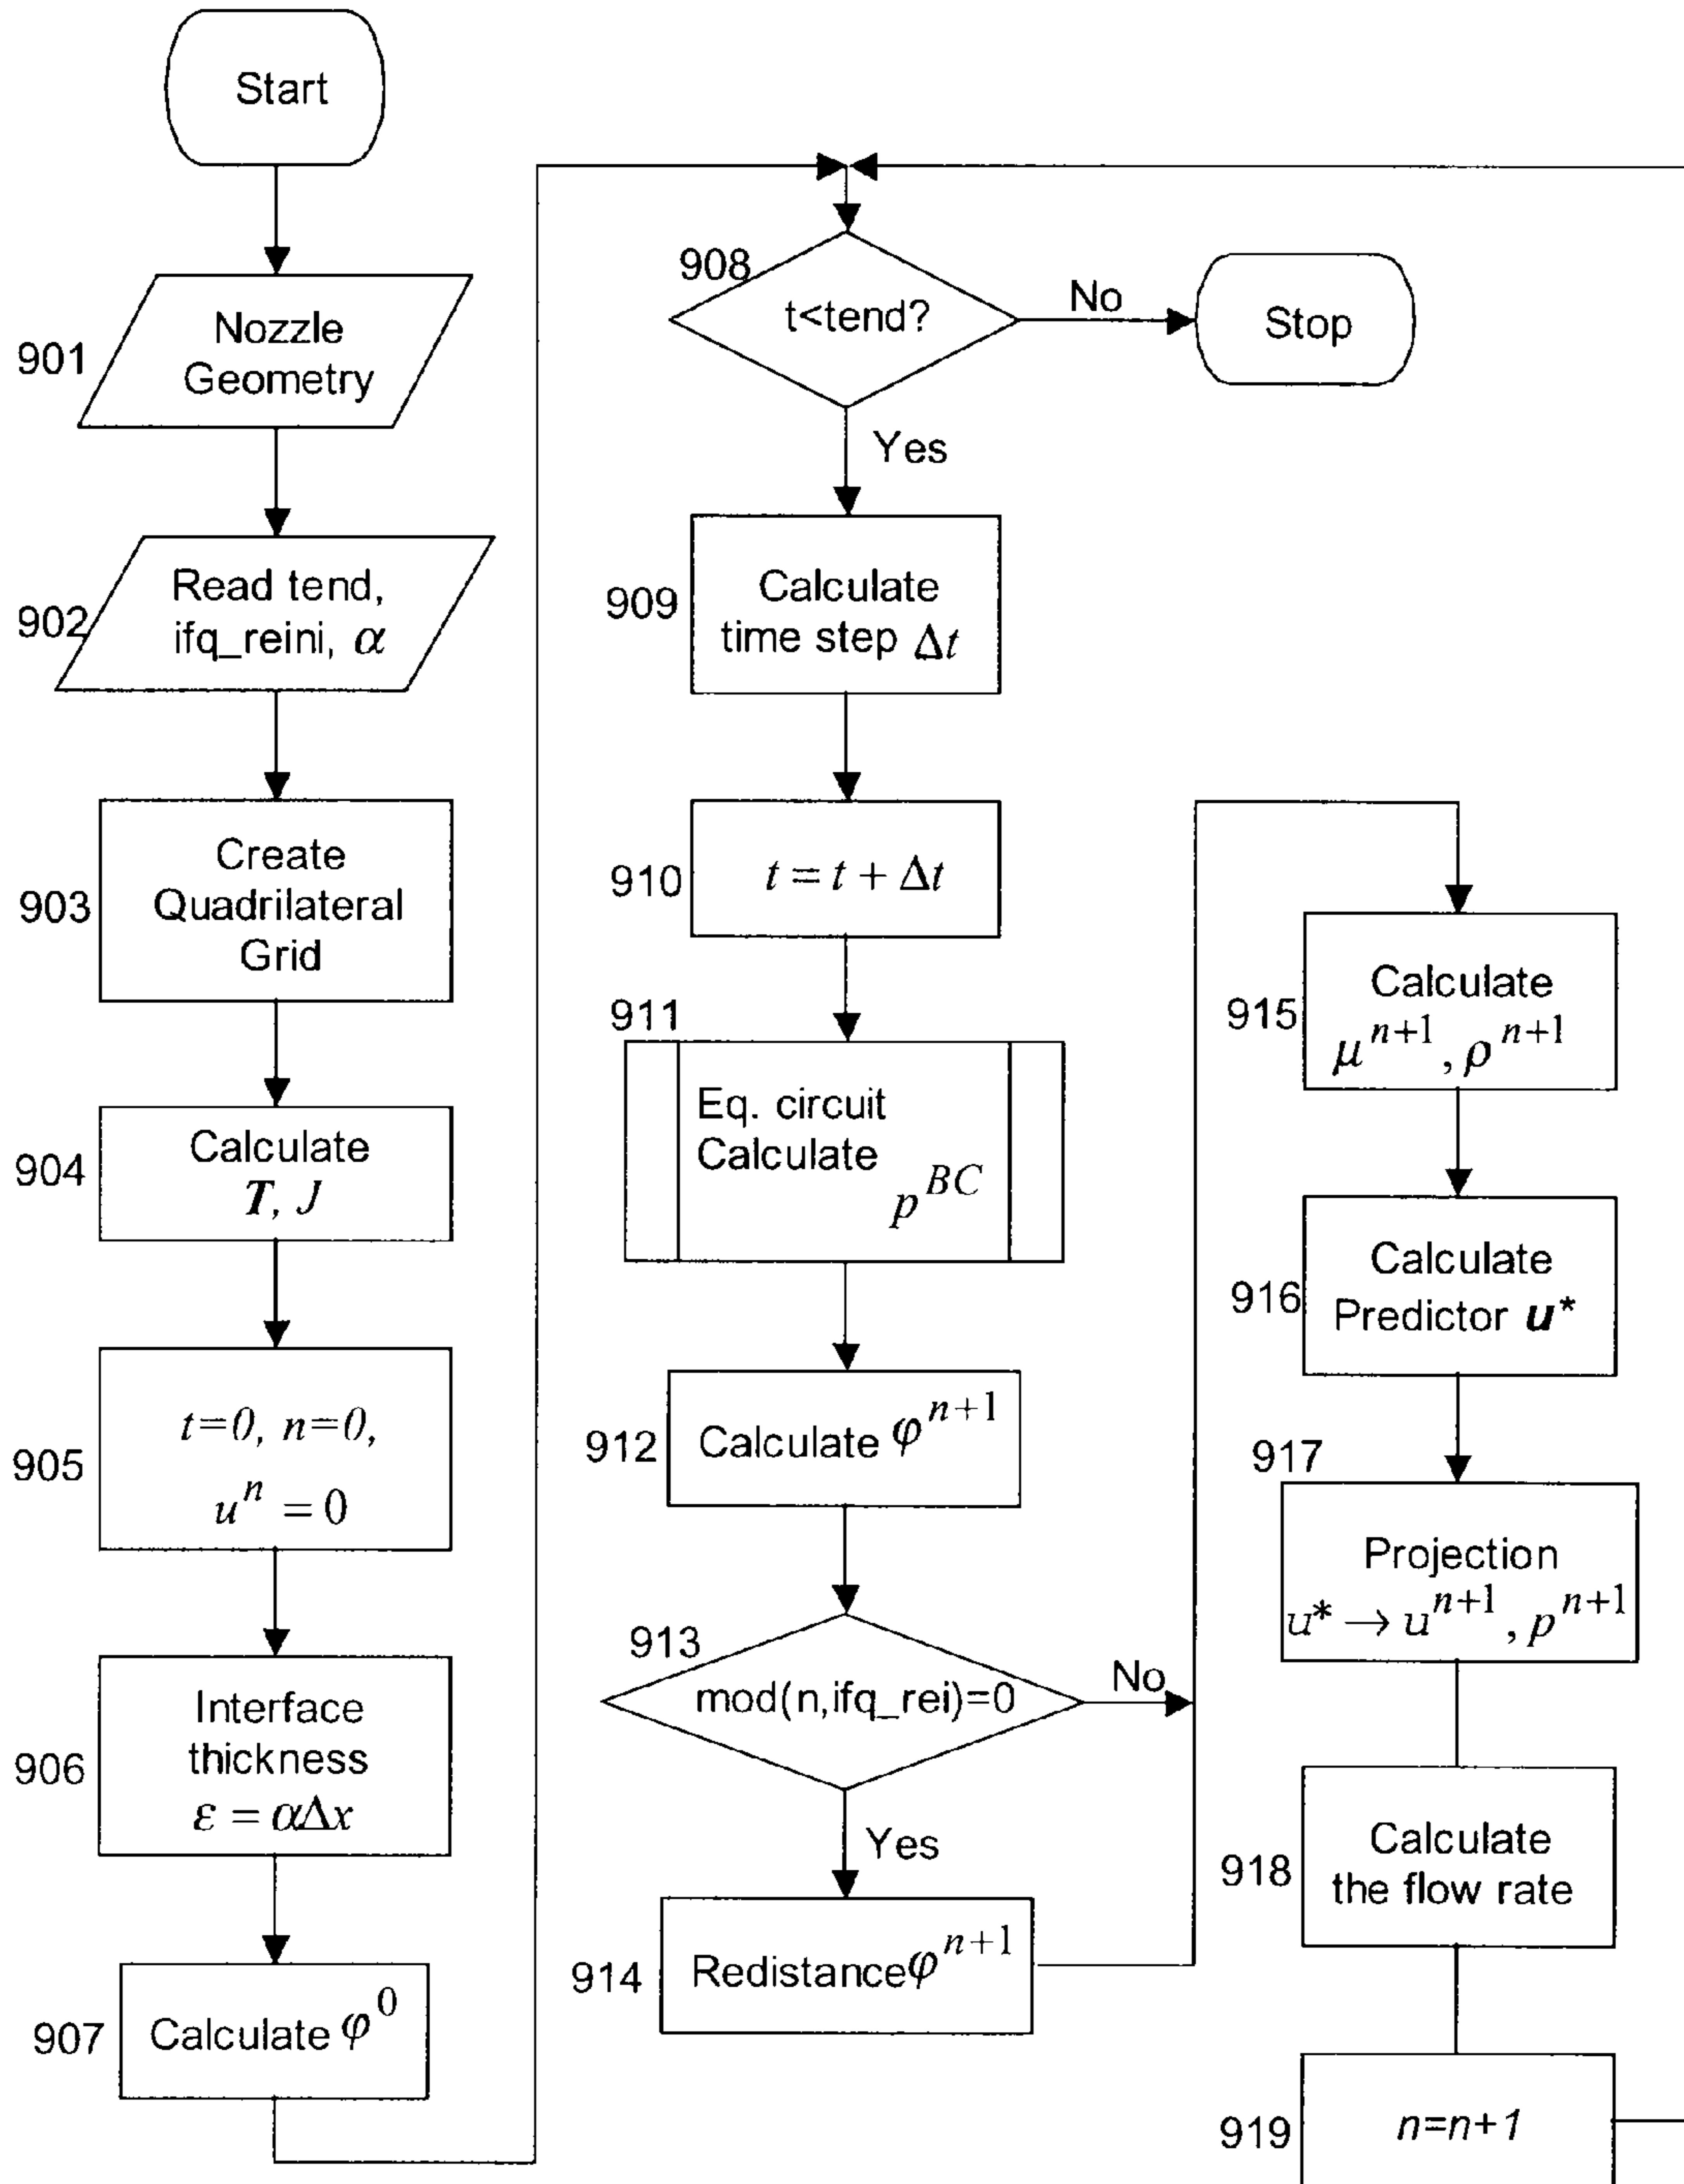 Start
901
Nozzle
Geometry
902
Read tend,
ifq_reini, α
903
Create
Quadrilateral
Grid
904
Calculate
T, J
905
t=0, n=0,
u^n = 0
906
Interface
thickness
ε = αΔx
907
Calculate φ^0
908
t<tend?
No
Stop
Yes
909
Calculate
time step Δt
910
t = t + Δt
911
Eq. circuit
Calculate
p^BC
912
Calculate φ^n+1
913
mod(n,ifq_rei)=0
No
Yes
914
Redistance φ^n+1
915
Calculate
μ^n+1, ρ^n+1
916
Calculate
Predictor u*
917
Projection
u* → u^n+1, p^n+1
918
Calculate
the flow rate
919
n=n+1